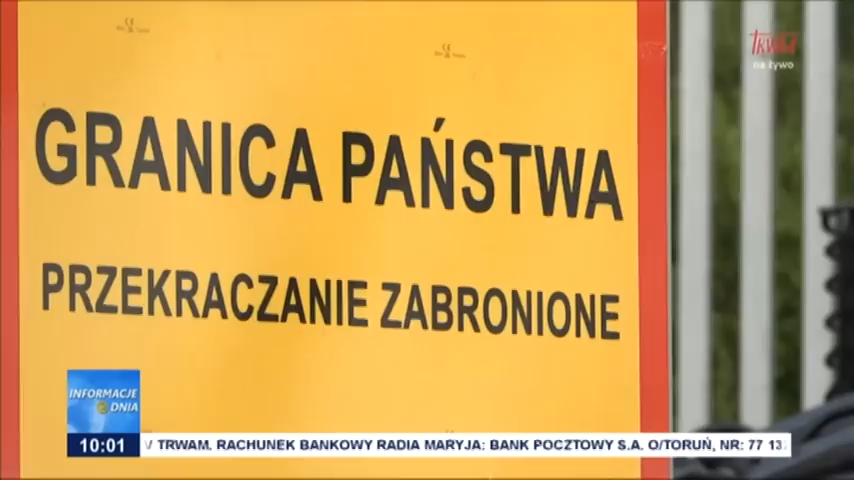 TRWAM
na żywo
GRANICA PAŃSTWA
PRZEKRACZANIE ZABRONIONE
INFORMACJE
DNIA
10:01
V TRWAM. RACHUNEK BANKOWY RADIA MARYJA: BANK POCZTOWY S.A. O/TORUŃ, NR: 77 13